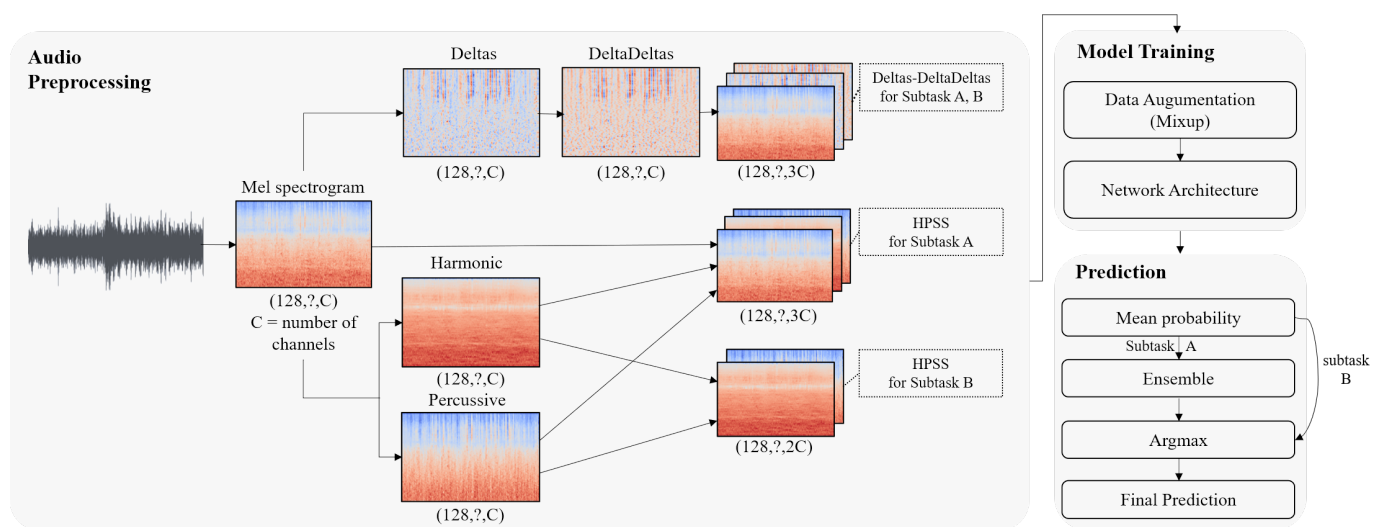 Audio
Preprocessing
Deltas
DeltaDeltas
Deltas-DeltaDeltas
for Subtask A, B
(128,?,C)
(128,?,C)
(128,?,3C)
Mel spectrogram
(128,?,C)
C = number of
channels
HPSS
for Subtask A
(128,?,3C)
Harmonic
(128,?,C)
Percussive
(128,?,C)
HPSS
for Subtask B
(128,?,2C)
Model Training
Data Augumentation
(Mixup)
Network Architecture
Prediction
Mean probability
Subtask A
subtask
B
Ensemble
Argmax
Final Prediction